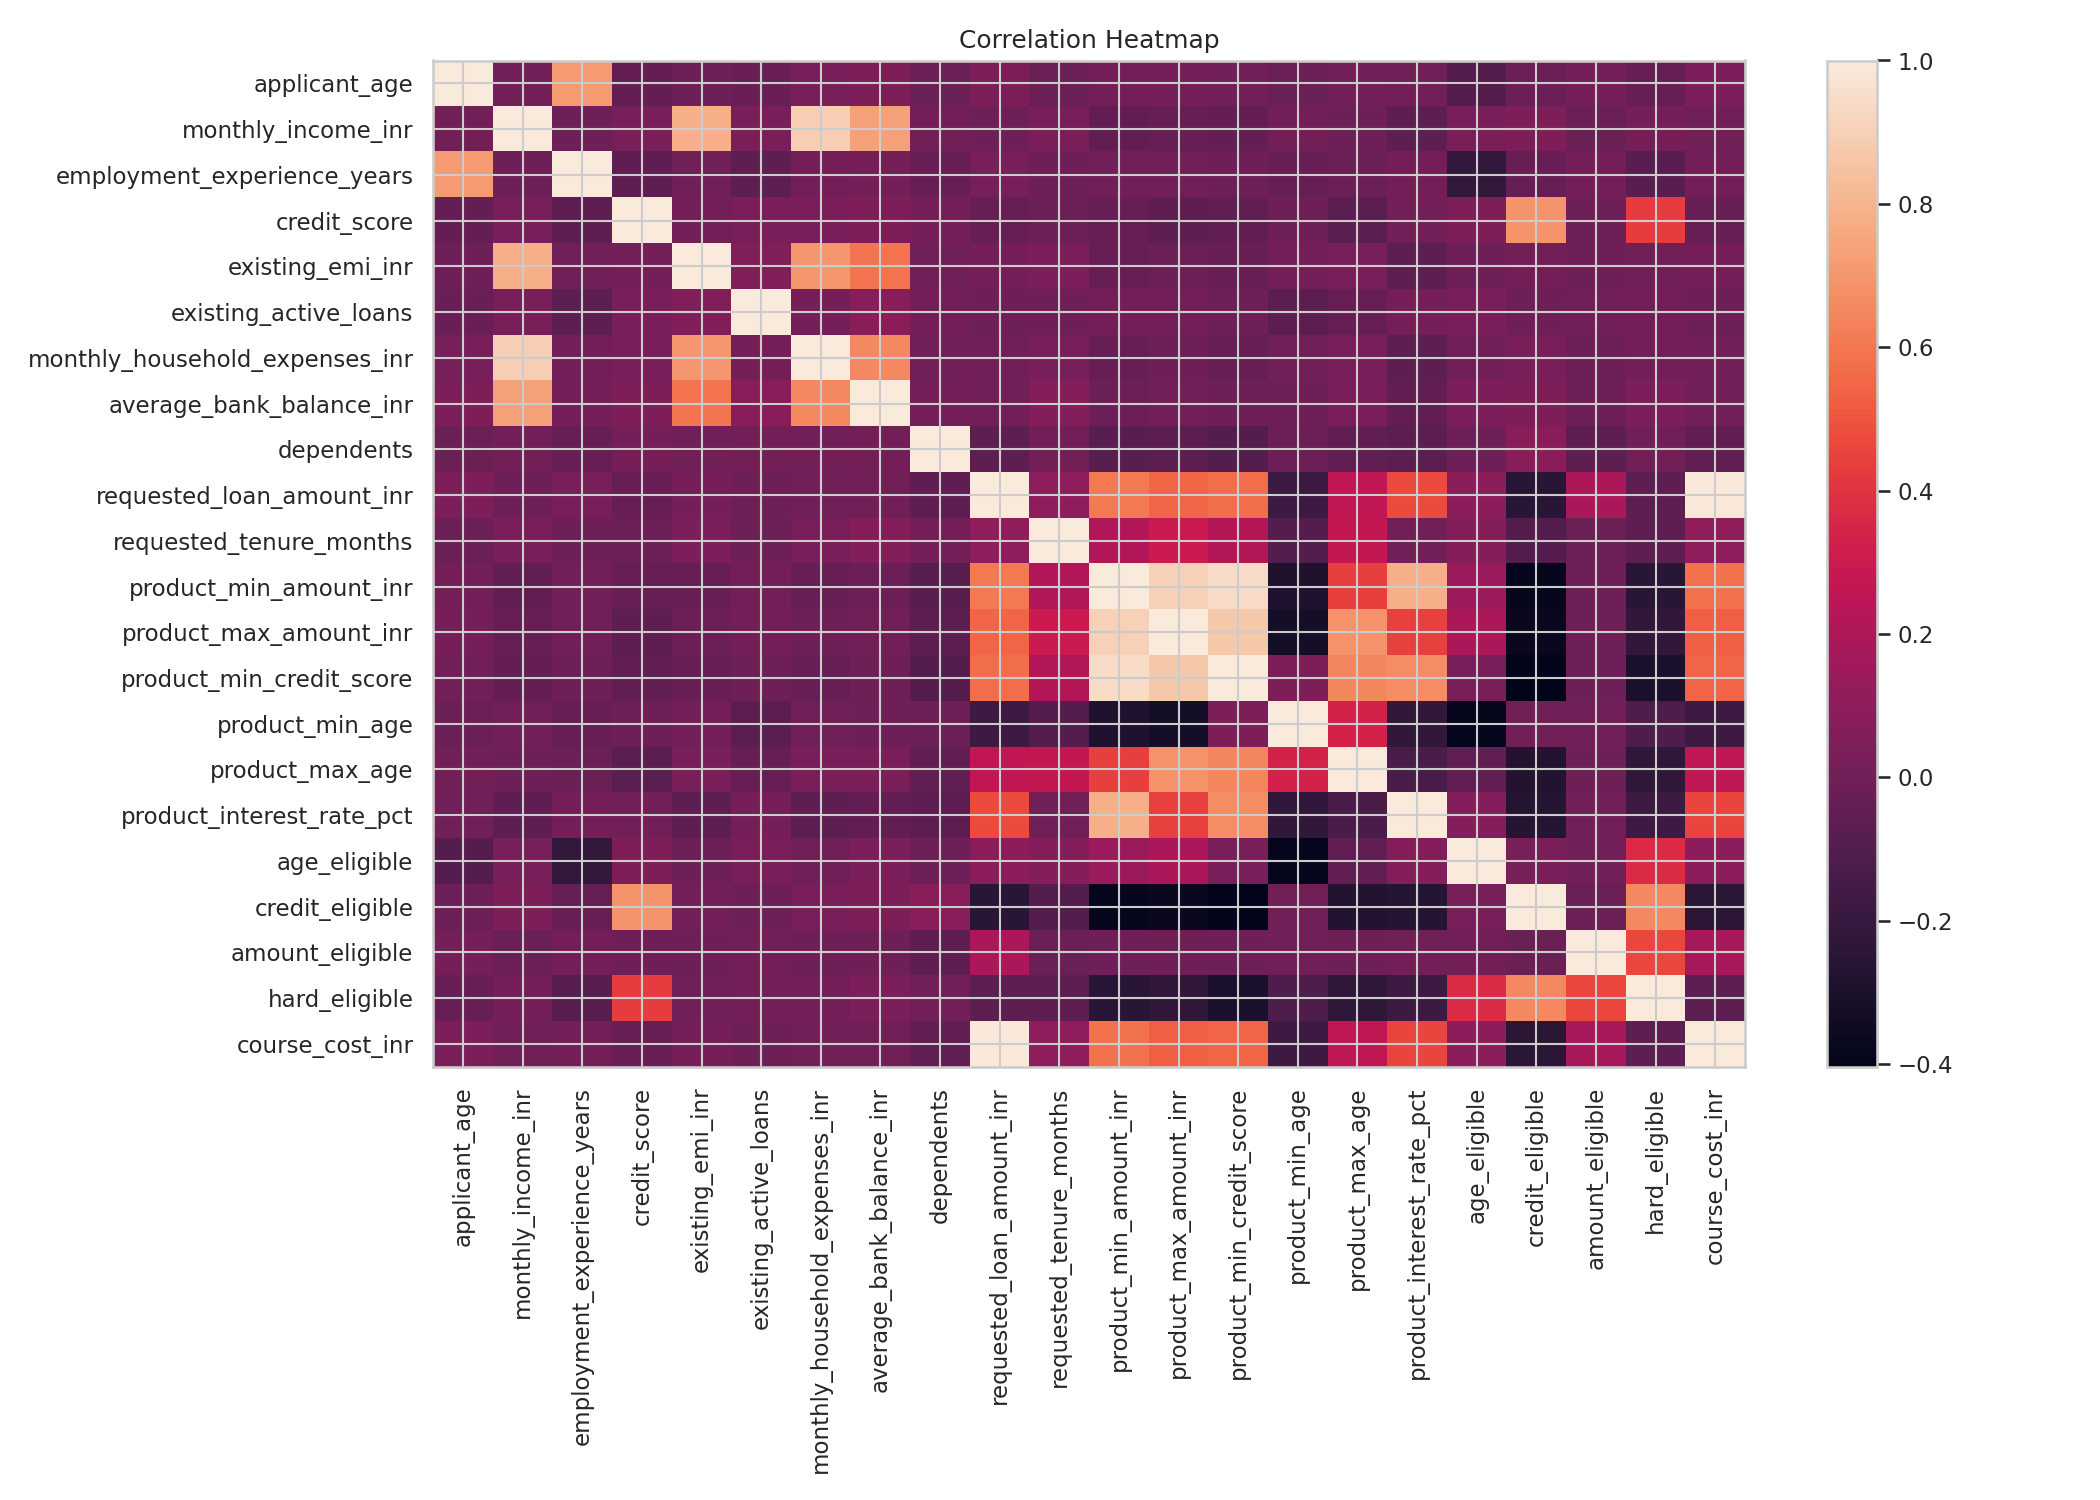 Correlation Heatmap
applicant_age
monthly_income_inr
employment_experience_years
credit_score
existing_emi_inr
existing_active_loans
monthly_household_expenses_inr
average_bank_balance_inr
dependents
requested_loan_amount_inr
requested_tenure_months
product_min_amount_inr
product_max_amount_inr
product_min_credit_score
product_min_age
product_max_age
product_interest_rate_pct
age_eligible
credit_eligible
amount_eligible
hard_eligible
course_cost_inr
applicant_age
monthly_income_inr
employment_experience_years
credit_score
existing_emi_inr
existing_active_loans
monthly_household_expenses_inr
average_bank_balance_inr
dependents
requested_loan_amount_inr
requested_tenure_months
product_min_amount_inr
product_max_amount_inr
product_min_credit_score
product_min_age
product_max_age
product_interest_rate_pct
age_eligible
credit_eligible
amount_eligible
hard_eligible
course_cost_inr
1.0
0.8
0.6
0.4
0.2
0.0
−0.2
−0.4